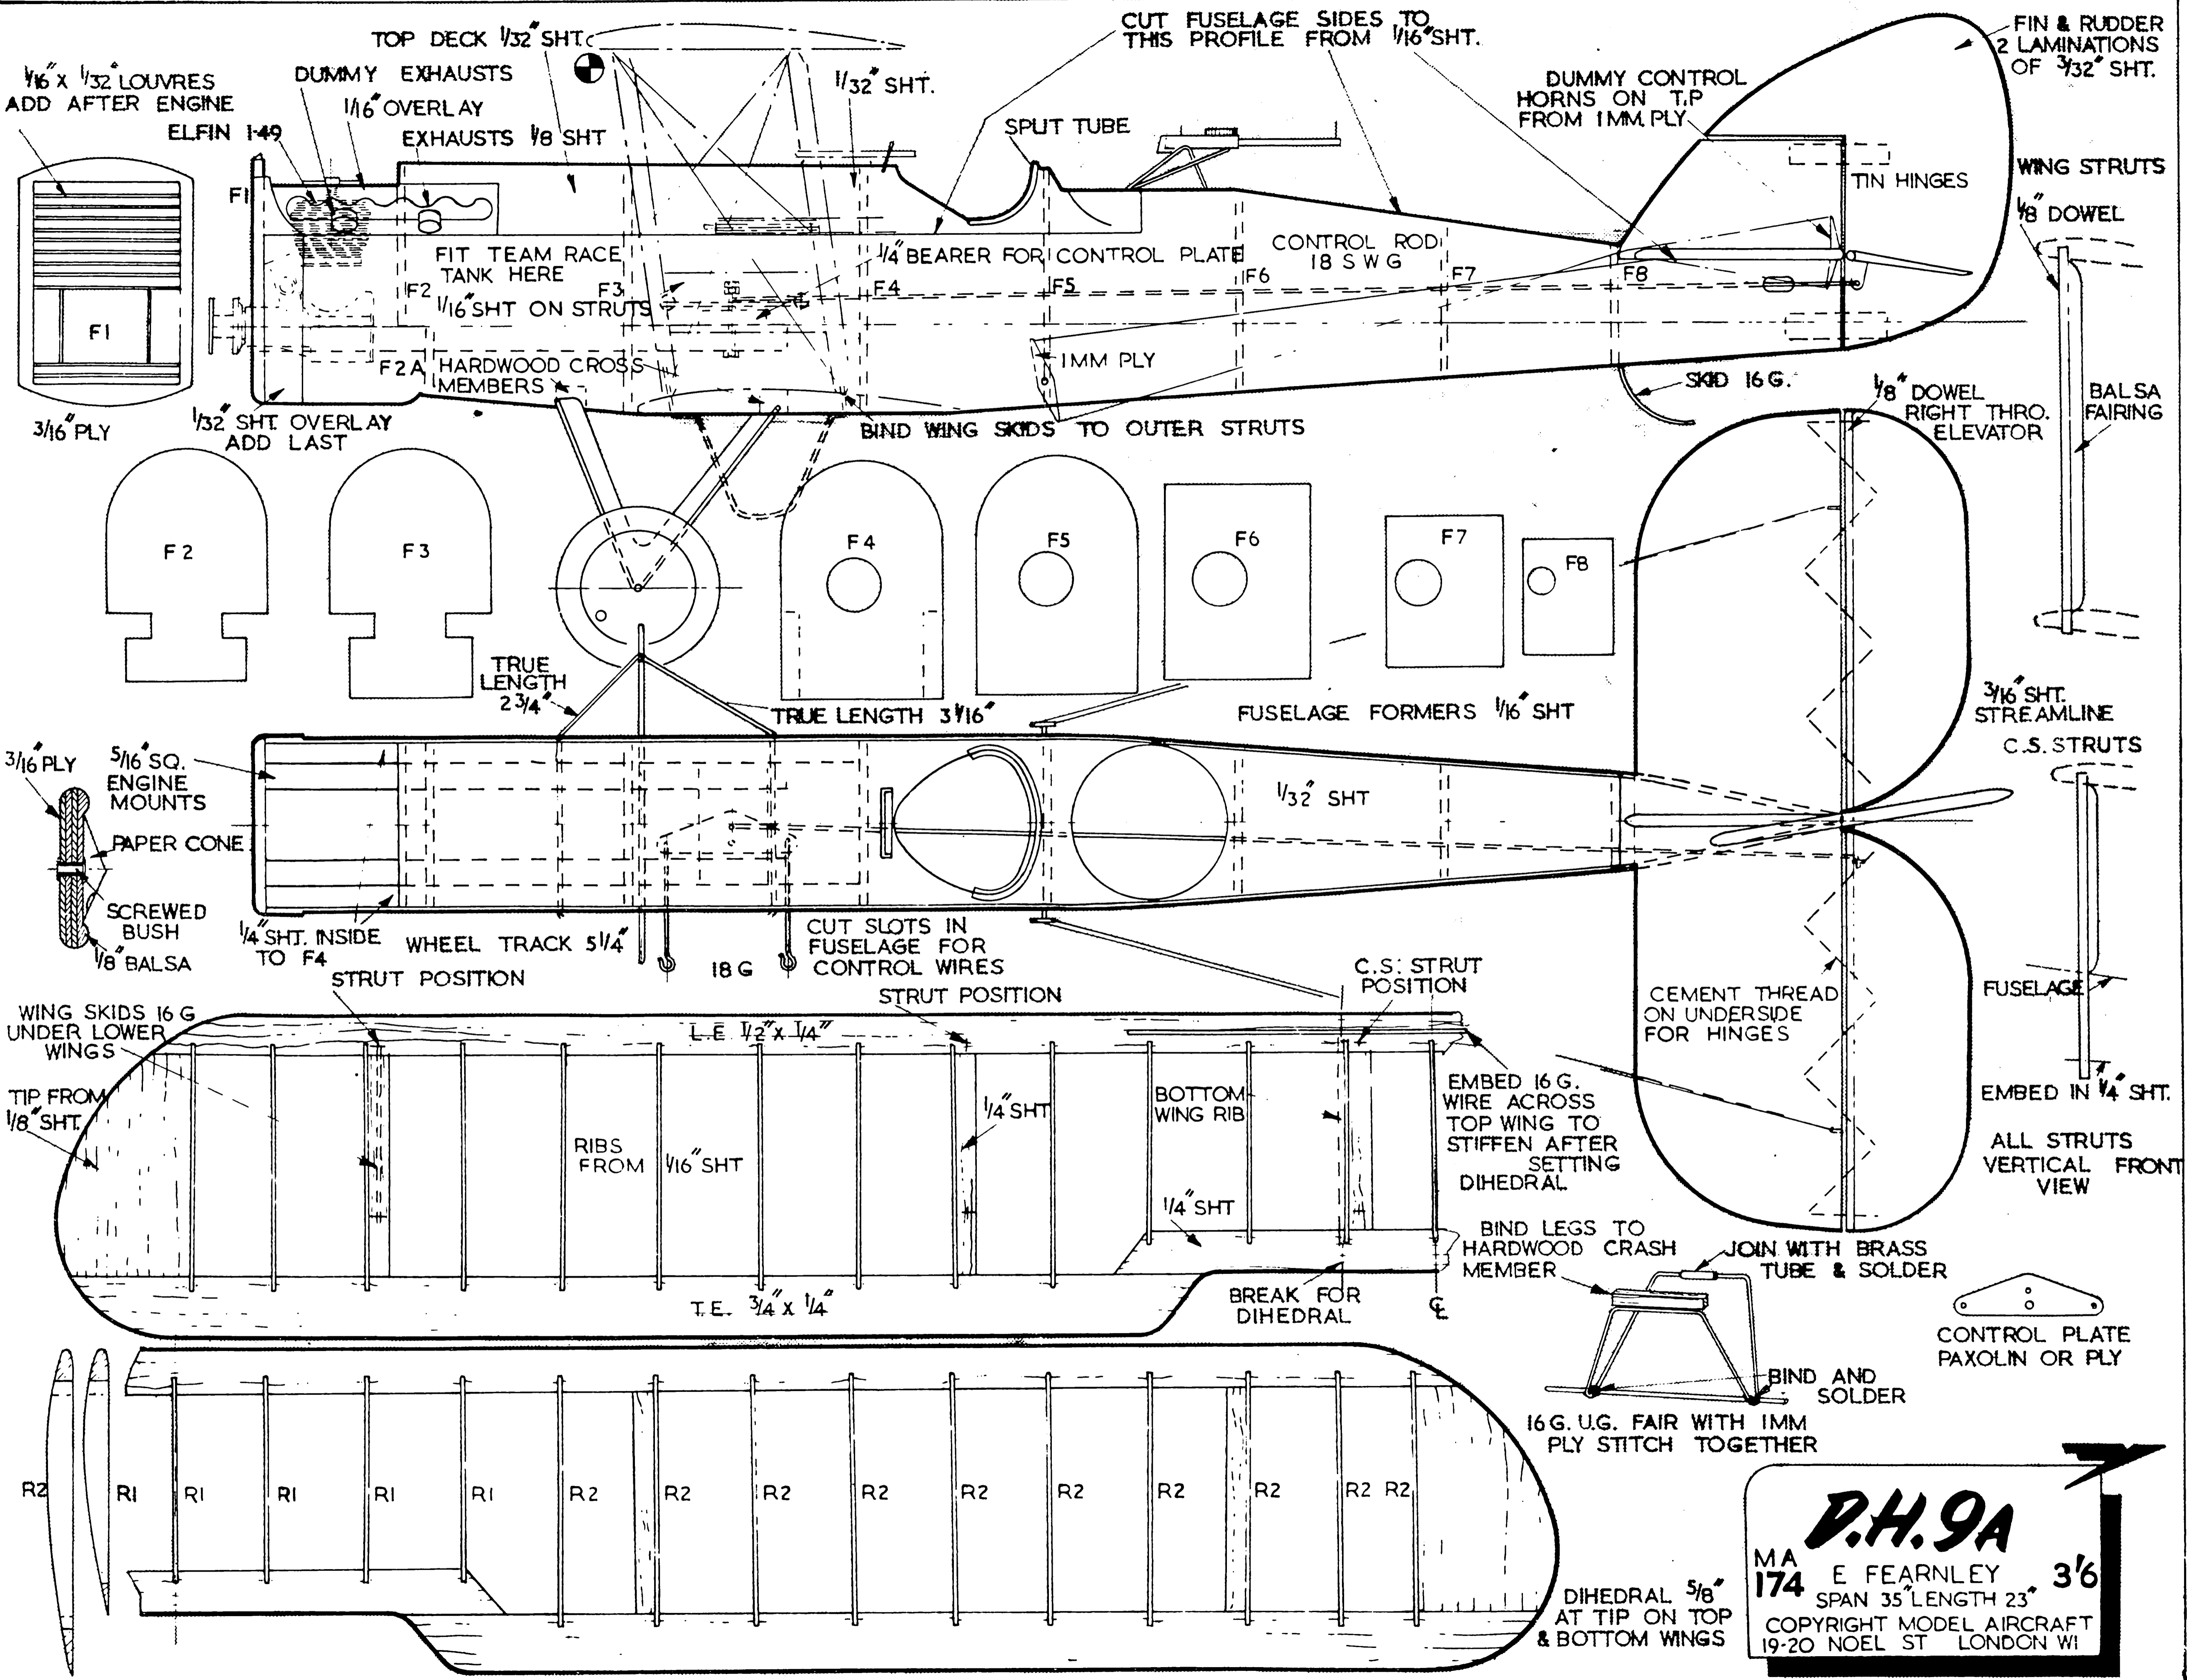 TOP DECK 1/32" SHT.
CUT FUSELAGE SIDES TO
THIS PROFILE FROM 1/16" SHT.
FIN & RUDDER
2 LAMINATIONS
OF 3/32" SHT.
1/16" X 1/32" LOUVRES
ADD AFTER ENGINE
DUMMY EXHAUSTS
1/16" OVERLAY
ELFIN 1·49
EXHAUSTS 1/8 SHT
1/32" SHT.
SPLIT TUBE
DUMMY CONTROL
HORNS ON T.P
FROM 1MM. PLY
TIN HINGES
WING STRUTS
1/8" DOWEL
F1
FIT TEAM RACE
TANK HERE
1/4" BEARER FOR CONTROL PLATE
CONTROL ROD
18 S W G
F2
1/16" SHT ON STRUTS
F3
F4
F5
F6
F7
F8
F1
F2A
HARDWOOD CROSS
MEMBERS
1MM PLY
SKID 16 G.
1/8" DOWEL
RIGHT THRO.
ELEVATOR
BALSA
FAIRING
3/16" PLY
1/32" SHT. OVERLAY
ADD LAST
BIND WING SKIDS TO OUTER STRUTS
F 2
F 3
F4
F5
F6
F7
F8
TRUE
LENGTH
2 3/4"
TRUE LENGTH 3 1/16"
FUSELAGE FORMERS 1/16" SHT
3/16" SHT.
STREAMLINE
C.S. STRUTS
3/16" PLY
5/16" SQ.
ENGINE
MOUNTS
PAPER CONE
SCREWED
BUSH
1/8" BALSA
1/32" SHT
1/4" SHT. INSIDE
TO F4
WHEEL TRACK 5 1/4"
18 G
CUT SLOTS IN
FUSELAGE FOR
CONTROL WIRES
STRUT POSITION
STRUT POSITION
C.S. STRUT
POSITION
CEMENT THREAD
ON UNDERSIDE
FOR HINGES
FUSELAGE
EMBED IN 1/4" SHT.
ALL STRUTS
VERTICAL FRONT
VIEW
WING SKIDS 16 G
UNDER LOWER
WINGS
L.E 1/2" X 1/4"
TIP FROM
1/8" SHT.
RIBS
FROM 1/16" SHT
1/4" SHT
BOTTOM
WING RIB
EMBED 16 G.
WIRE ACROSS
TOP WING TO
STIFFEN AFTER
SETTING
DIHEDRAL
1/4" SHT
T.E. 3/4" X 1/4"
BREAK FOR
DIHEDRAL
℄
BIND LEGS TO
HARDWOOD CRASH
MEMBER
JOIN WITH BRASS
TUBE & SOLDER
BIND AND
SOLDER
16 G. U.G. FAIR WITH 1MM
PLY STITCH TOGETHER
CONTROL PLATE
PAXOLIN OR PLY
R2 R1 R1 R1 R1 R1 R2 R2 R2 R2 R2 R2 R2 R2 R2 R2
DIHEDRAL 5/8"
AT TIP ON TOP
& BOTTOM WINGS
D.H.9A
MA
174
E FEARNLEY
3'6
SPAN 35" LENGTH 23"
COPYRIGHT MODEL AIRCRAFT
19-20 NOEL ST LONDON W1